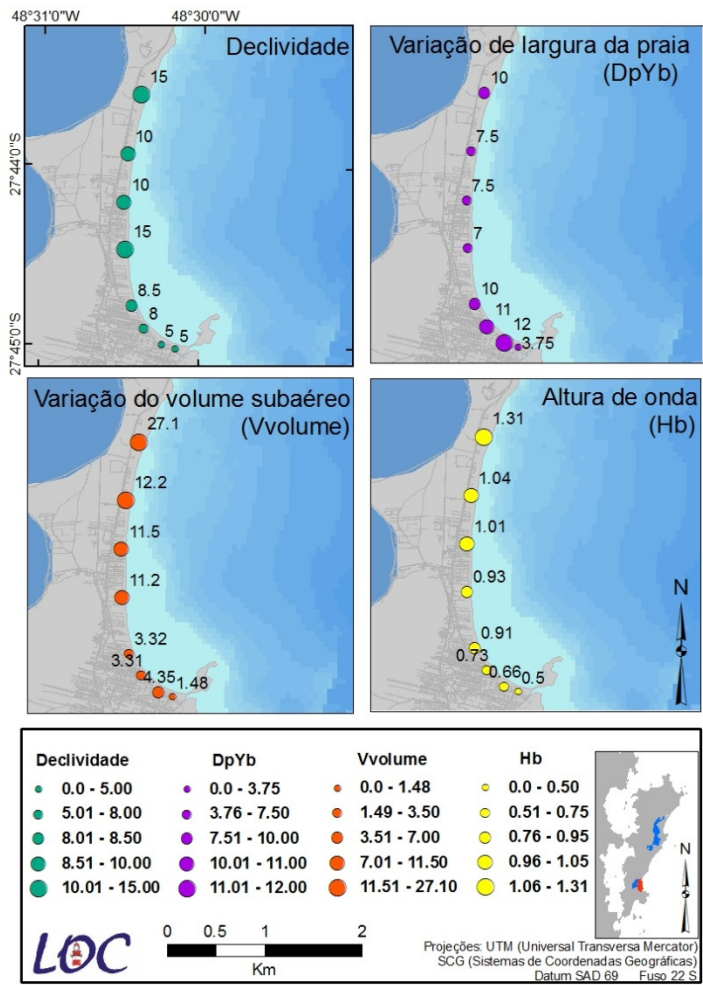 48°31'0"W
48°30'0"W
27°44'0"S
27°45'0"S
Declividade
15
10
10
15
8.5
8
5
5
Variação de largura da praia
(DpYb)
10
7.5
7.5
7
10
11
12
3.75
Variação do volume subaéreo
(Vvolume)
27.1
12.2
11.5
11.2
3.32
3.31
4.35
1.48
Altura de onda
(Hb)
1.31
1.04
1.01
0.93
0.91
0.73
0.66
0.5
N
Declividade
0.0 - 5.00
5.01 - 8.00
8.01 - 8.50
8.51 - 10.00
10.01 - 15.00
DpYb
0.0 - 3.75
3.76 - 7.50
7.51 - 10.00
10.01 - 11.00
11.01 - 12.00
Vvolume
0.0 - 1.48
1.49 - 3.50
3.51 - 7.00
7.01 - 11.50
11.51 - 27.10
Hb
0.0 - 0.50
0.51 - 0.75
0.76 - 0.95
0.96 - 1.05
1.06 - 1.31
N
LOC
0 0.5 1 2
Km
Projeções: UTM (Universal Transversa Mercator)
SCG (Sistemas de Coordenadas Geográficas)
Datum SAD 69 Fuso 22 S